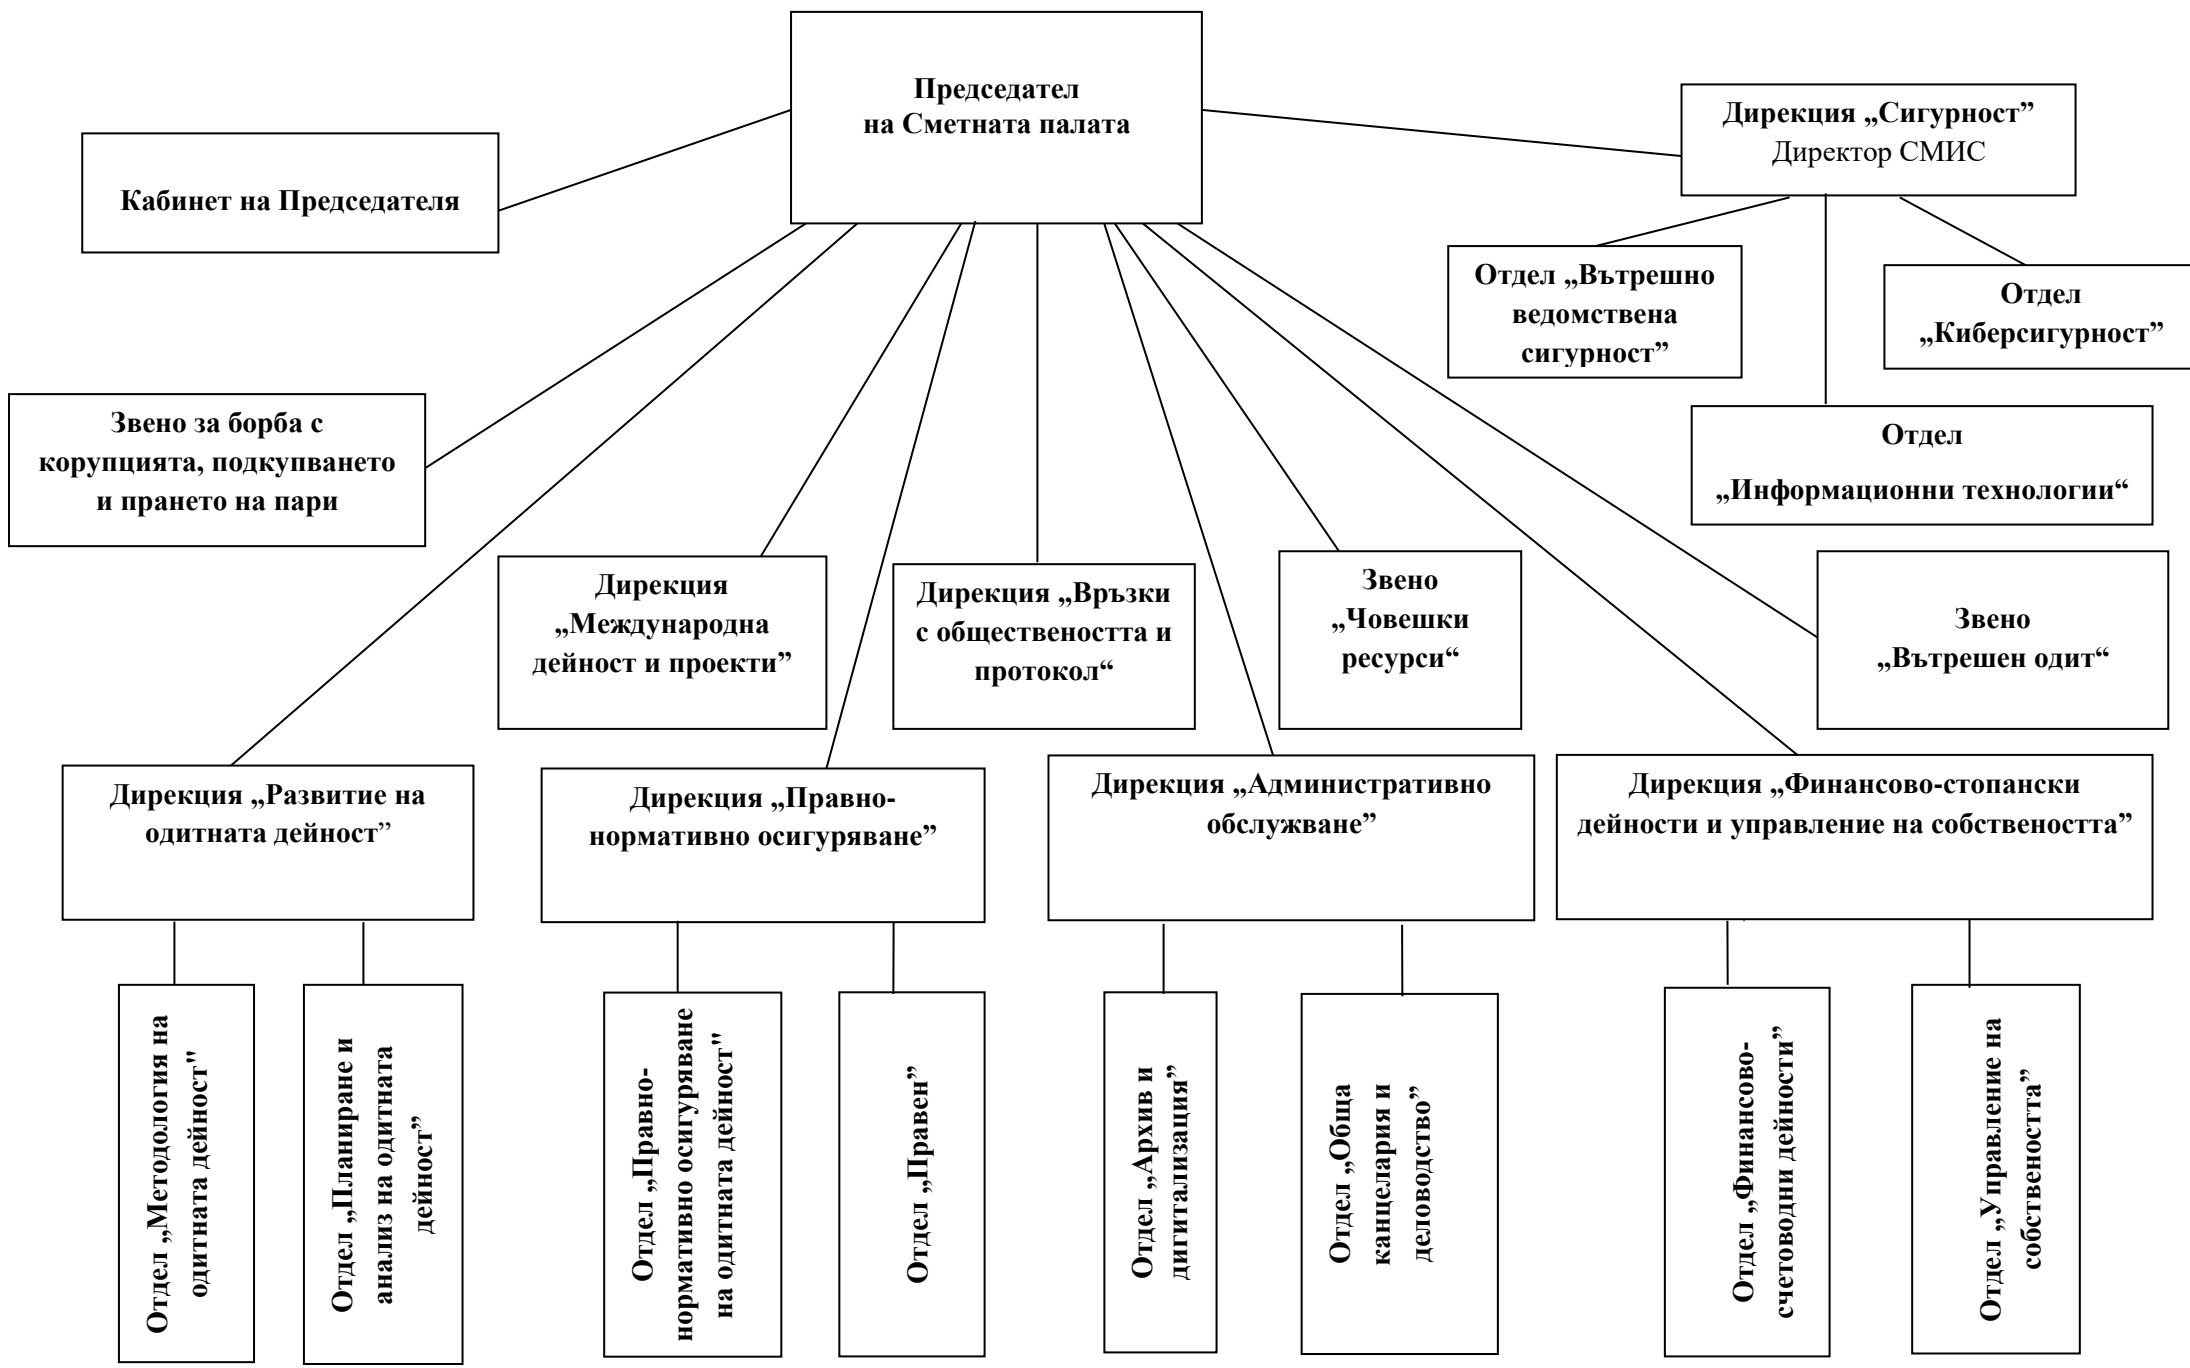 Председател
на Сметната палата
Дирекция „Сигурност”
Директор СМИС
Кабинет на Председателя
Отдел „Вътрешно
ведомствена
сигурност”
Отдел
„Киберсигурност”
Звено за борба с
корупцията, подкупването
и прането на пари
Отдел
„Информационни технологии“
Дирекция
„Международна
дейност и проекти”
Дирекция „Връзки
с обществеността и
протокол“
Звено
„Човешки
ресурси“
Звено
„Вътрешен одит“
Дирекция „Развитие на
одитната дейност”
Дирекция „Правно-
нормативно осигуряване”
Дирекция „Административно
обслужване”
Дирекция „Финансово-стопански
дейности и управление на собствеността”
Отдел „Методология на
одитната дейност"
Отдел „Планиране и
анализ на одитната
дейност”
Отдел „Правно-
нормативно осигуряване
на одитната дейност"
Отдел „Правен”
Отдел „Архив и
дигитализация”
Отдел „Обща
канцелария и
деловодство”
Отдел „Финансово-
счетоводни дейности”
Отдел „Управление на
собствеността”